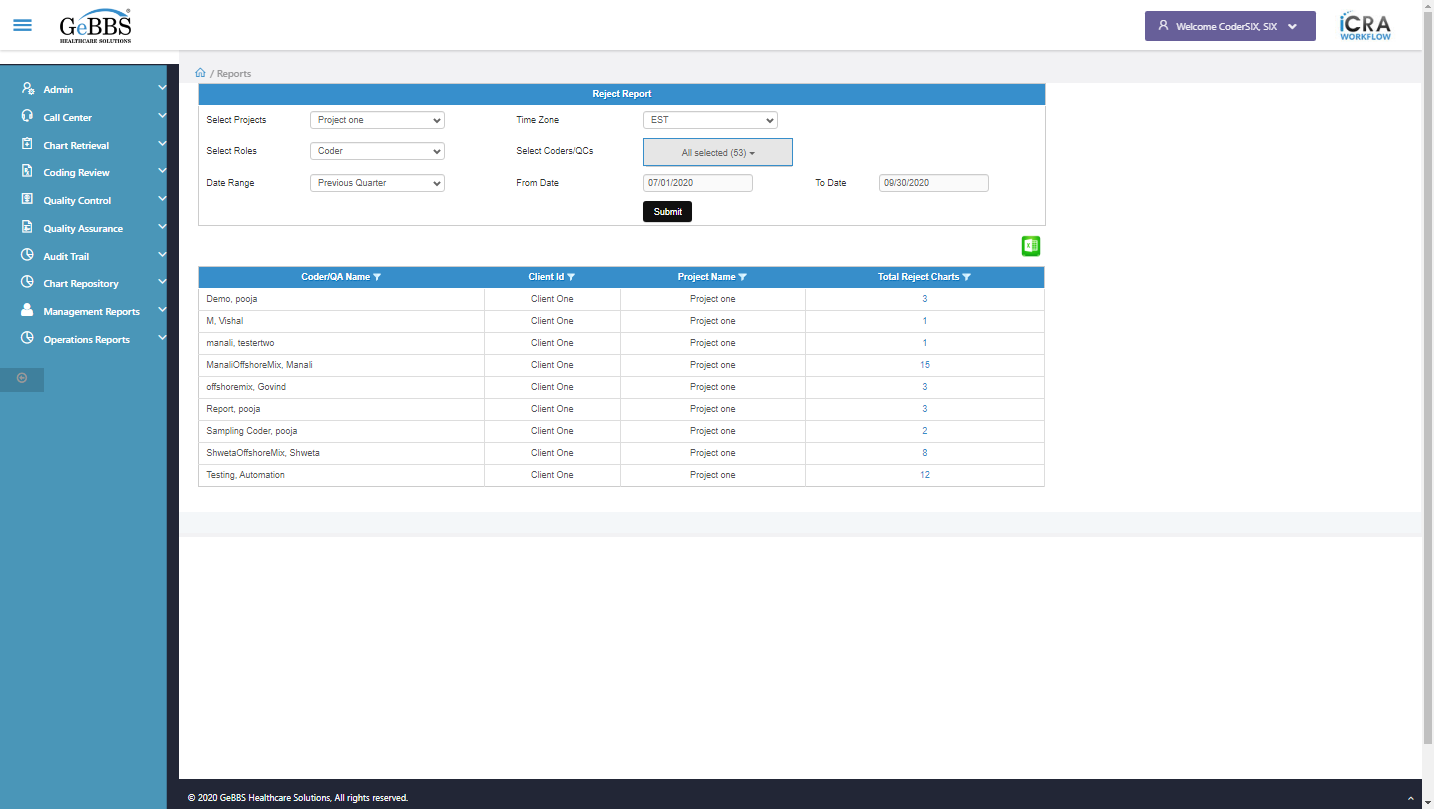 GeBBS®
HEALTHCARE SOLUTIONS
Welcome CoderSIX, SIX
iCRA
WORKFLOW
Admin
Call Center
Chart Retrieval
Coding Review
Quality Control
Quality Assurance
Audit Trail
Chart Repository
Management Reports
Operations Reports
/ Reports
Reject Report
Select Projects Project one Time Zone EST
Select Roles Coder Select Coders/QCs All selected (53)
Date Range Previous Quarter From Date 07/01/2020 To Date 09/30/2020
Submit
Coder/QA Name Client Id Project Name Total Reject Charts
Demo, pooja Client One Project one 3
M, Vishal Client One Project one 1
manali, testertwo Client One Project one 1
ManaliOffshoreMix, Manali Client One Project one 15
offshoremix, Govind Client One Project one 3
Report, pooja Client One Project one 3
Sampling Coder, pooja Client One Project one 2
ShwetaOffshoreMix, Shweta Client One Project one 8
Testing, Automation Client One Project one 12
© 2020 GeBBS Healthcare Solutions, All rights reserved.